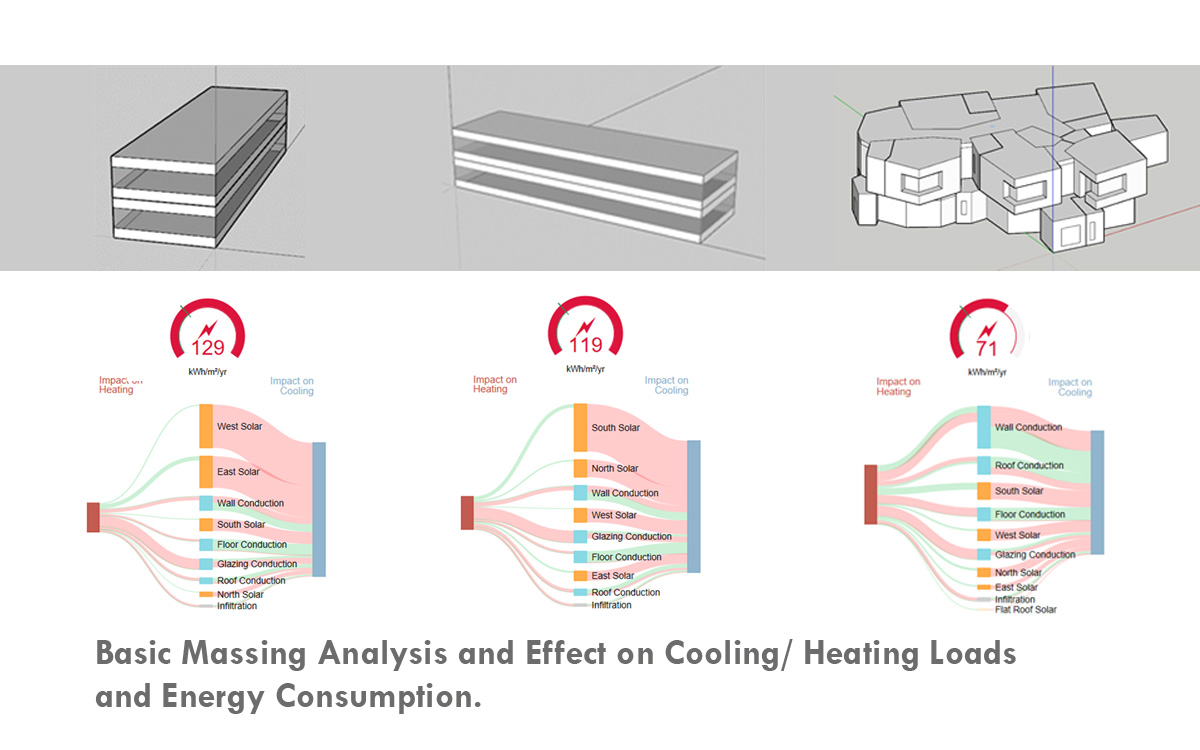 129
kWh/m²/yr
Impact on
Heating
Impact on
Cooling
West Solar
East Solar
Wall Conduction
South Solar
Floor Conduction
Glazing Conduction
Roof Conduction
North Solar
Infiltration
119
kWh/m²/yr
Impact on
Heating
Impact on
Cooling
South Solar
North Solar
Wall Conduction
West Solar
Glazing Conduction
Floor Conduction
East Solar
Roof Conduction
Infiltration
71
kWh/m²/yr
Impact on
Heating
Impact on
Cooling
Wall Conduction
Roof Conduction
South Solar
Floor Conduction
West Solar
Glazing Conduction
North Solar
East Solar
Infiltration
Flat Roof Solar
Basic Massing Analysis and Effect on Cooling/ Heating Loads
and Energy Consumption.